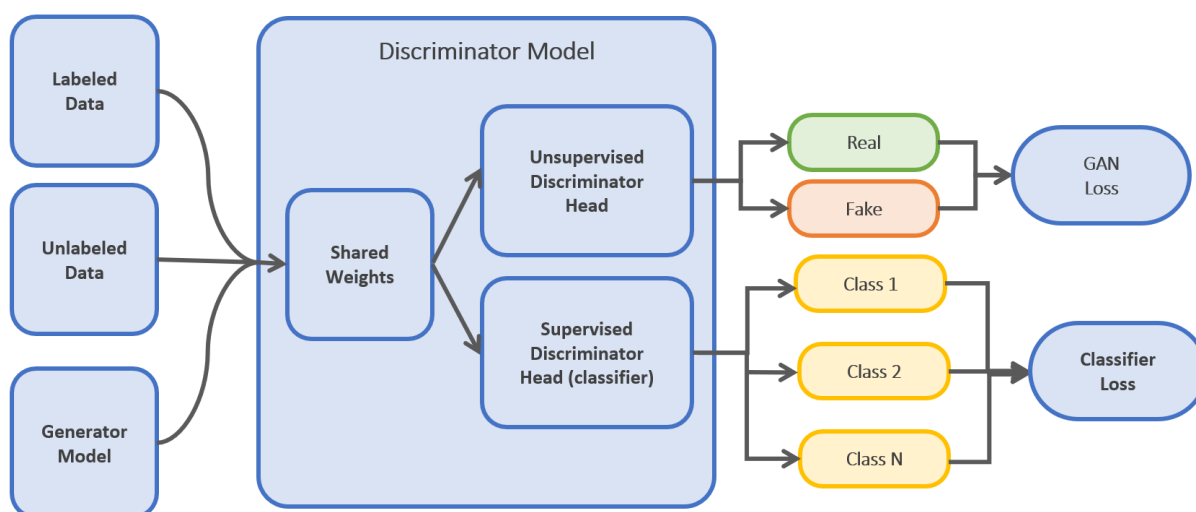 Discriminator Model
Labeled
Data
Unlabeled
Data
Generator
Model
Shared
Weights
Unsupervised
Discriminator
Head
Supervised
Discriminator
Head (classifier)
Real
Fake
Class 1
Class 2
Class N
GAN
Loss
Classifier
Loss